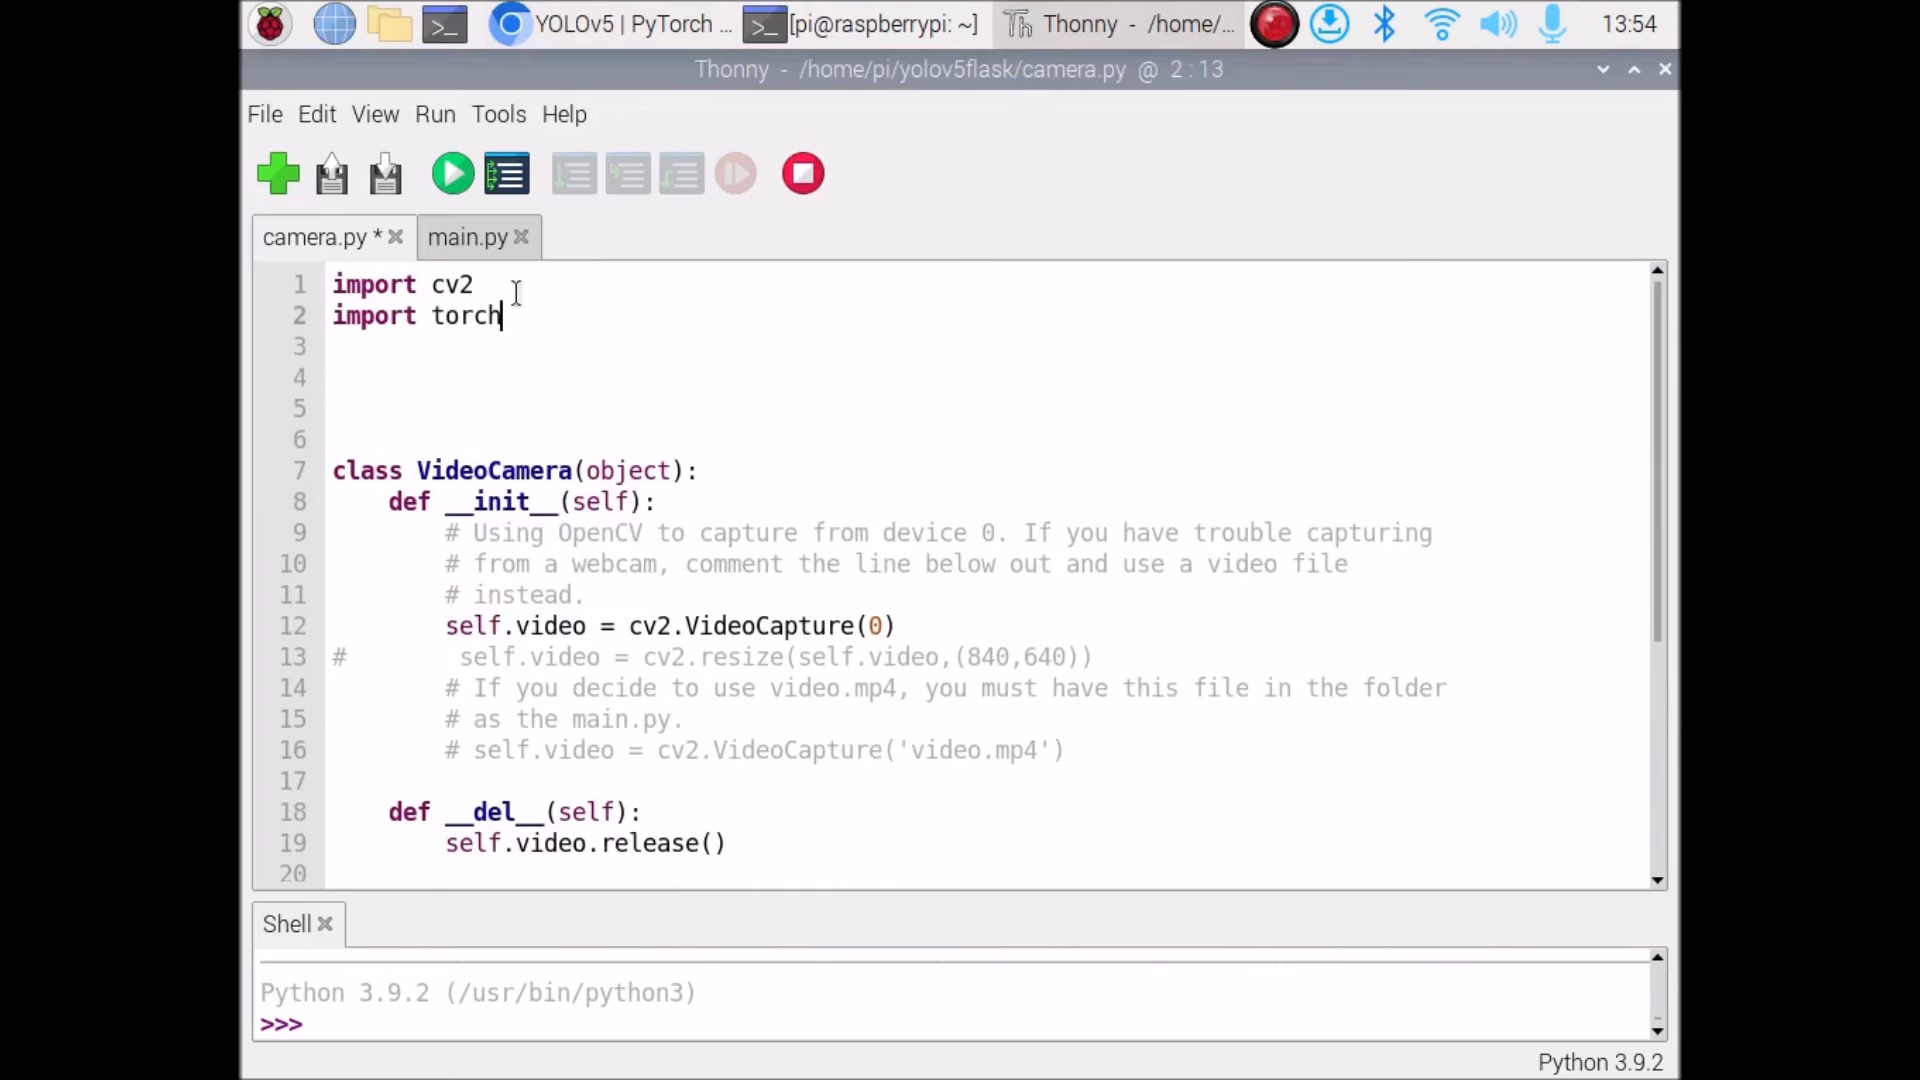 YOLOv5 | PyTorch ... [pi@raspberrypi: ~] Thonny - /home/... 13:54
Thonny - /home/pi/yolov5flask/camera.py @ 2:13
File Edit View Run Tools Help
camera.py * main.py
1 import cv2
2 import torch
3
4
5
6
7 class VideoCamera(object):
8 def __init__(self):
9 # Using OpenCV to capture from device 0. If you have trouble capturing
10 # from a webcam, comment the line below out and use a video file
11 # instead.
12 self.video = cv2.VideoCapture(0)
13 # self.video = cv2.resize(self.video,(840,640))
14 # If you decide to use video.mp4, you must have this file in the folder
15 # as the main.py.
16 # self.video = cv2.VideoCapture('video.mp4')
17
18 def __del__(self):
19 self.video.release()
20
Shell
Python 3.9.2 (/usr/bin/python3)
>>>
Python 3.9.2